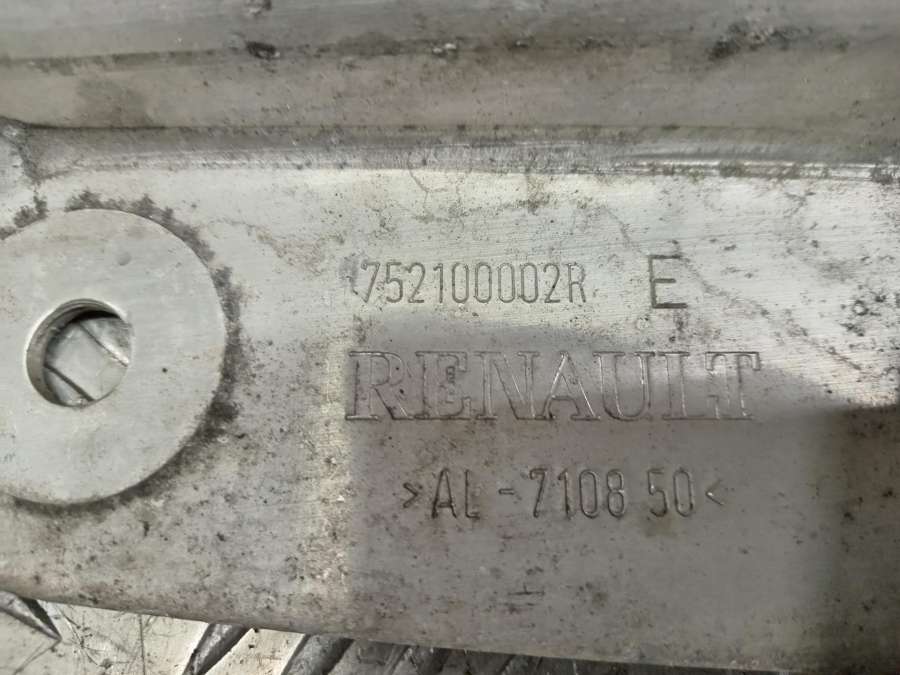 752100002R E
RENAULT
>AL-7108 50<